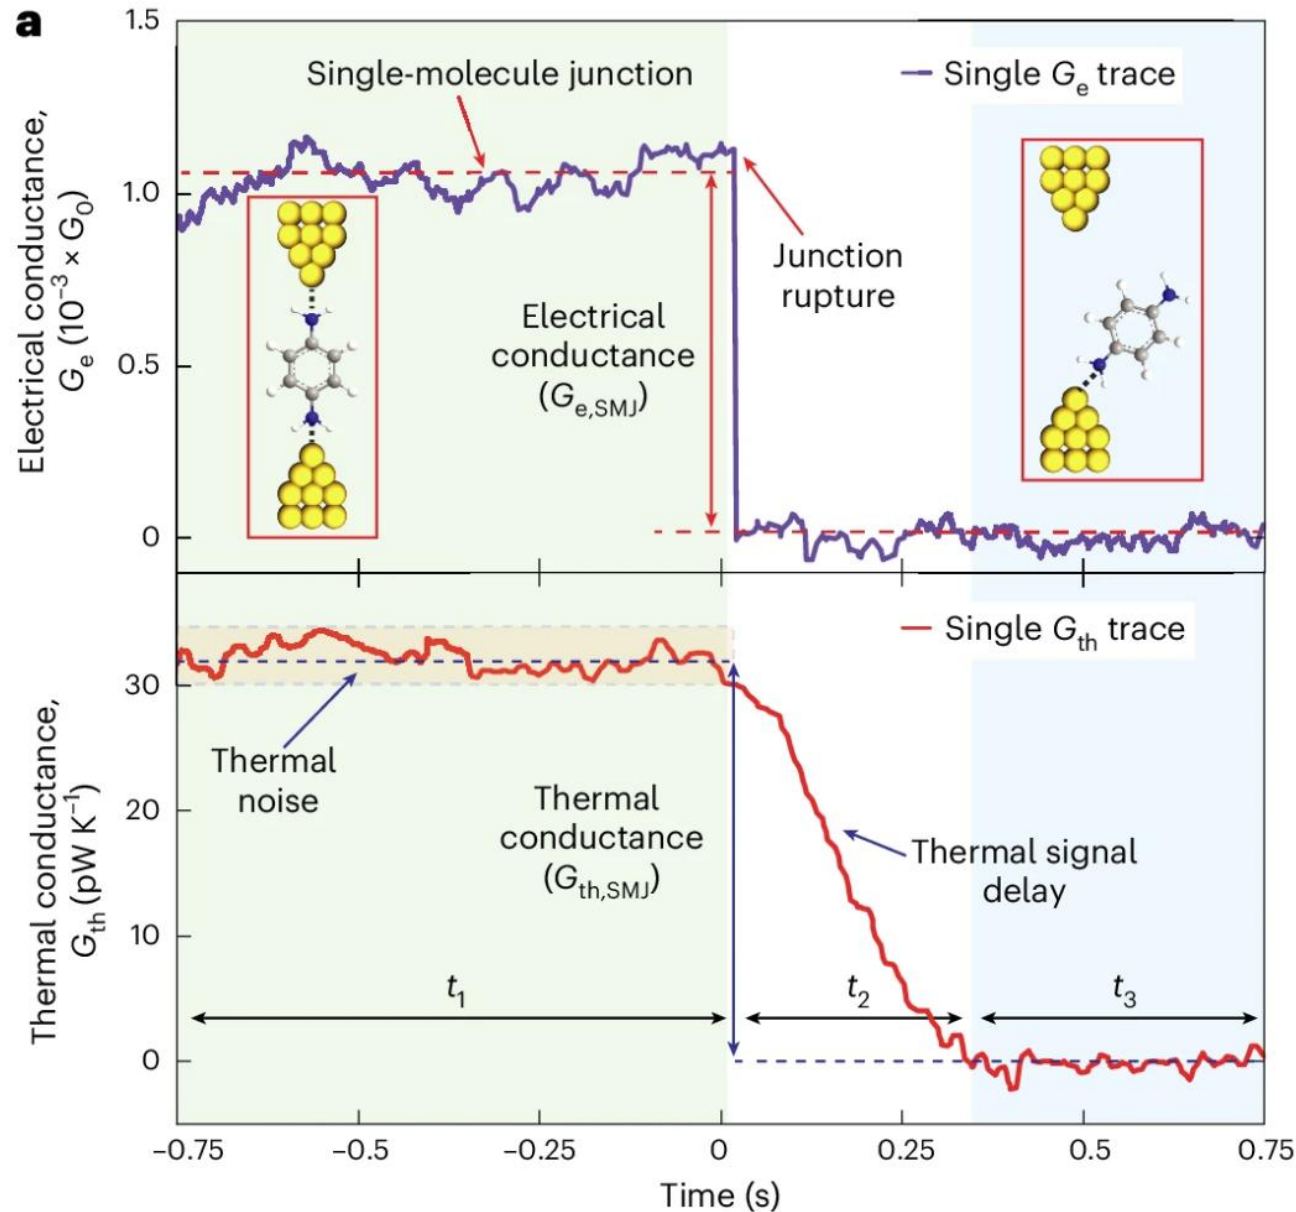 a
Electrical conductance,
Gₑ (10⁻³ × G₀)
1.5
1.0
0.5
0
Single-molecule junction
Single Gₑ trace
Junction
rupture
Electrical
conductance
(Gₑ,SMJ)
Thermal conductance,
Gth (pW K⁻¹)
30
20
10
0
Single Gth trace
Thermal
noise
Thermal
conductance
(Gth,SMJ)
Thermal signal
delay
t₁
t₂
t₃
−0.75
−0.5
−0.25
0
0.25
0.5
0.75
Time (s)